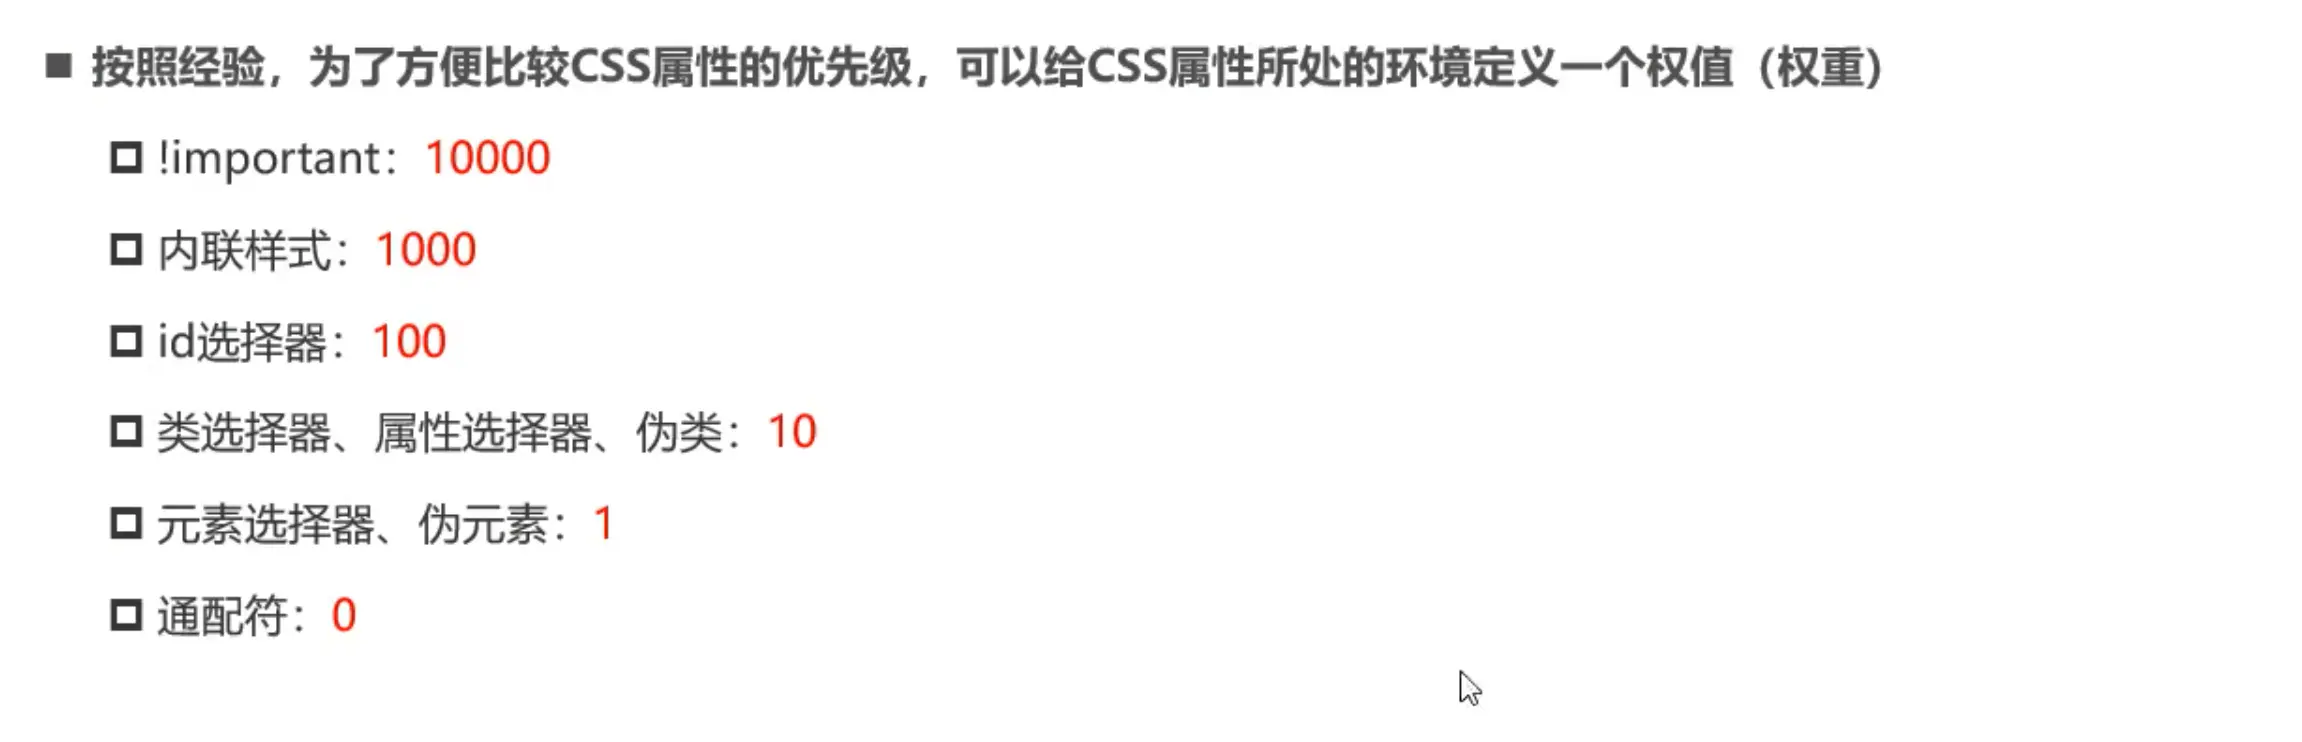 按照经验，为了方便比较CSS属性的优先级，可以给CSS属性所处的环境定义一个权值（权重）
!important：10000
内联样式：1000
id选择器：100
类选择器、属性选择器、伪类：10
元素选择器、伪元素：1
通配符：0